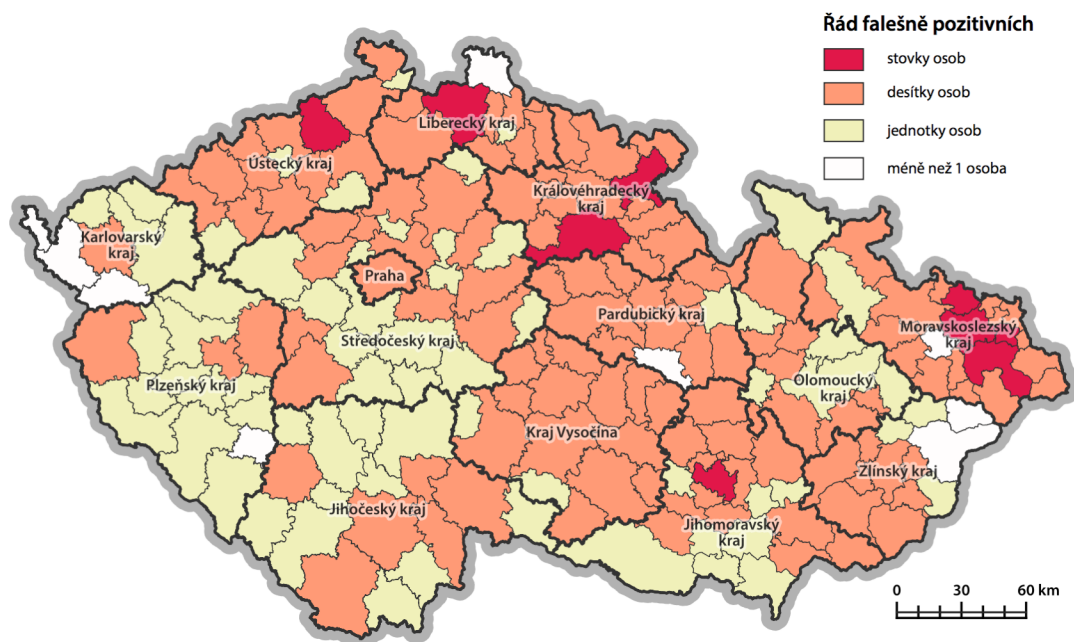 Řád falešně pozitivních
stovky osob
desítky osob
jednotky osob
méně než 1 osoba
Liberecký kraj
Ústecký kraj
Královéhradecký
kraj
Karlovarský
kraj
Praha
Pardubický kraj
Středočeský kraj
Moravskoslezský
kraj
Plzeňský kraj
Olomoucký
kraj
Kraj Vysočina
Zlínský kraj
Jihočeský kraj
Jihomoravský
kraj
0 30 60 km